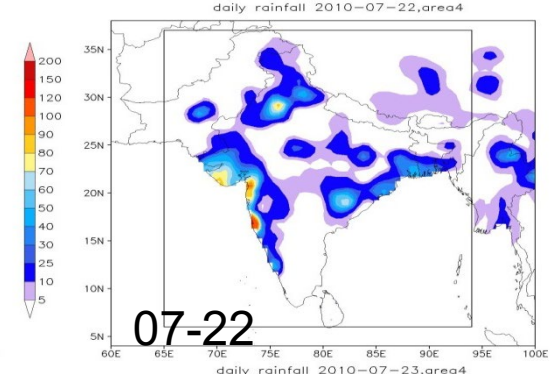 daily rainfall 2010-07-22,area4
200
150
120
100
90
80
70
60
50
40
30
25
10
5
35N
30N
25N
20N
15N
10N
5N
07-22
60E 65E 70E 75E 80E 85E 90E 95E 100E
daily rainfall 2010-07-23,area4